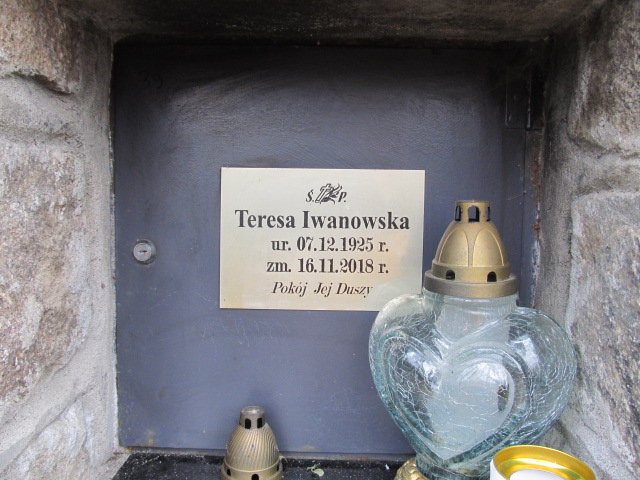 Ś. P.
Teresa Iwanowska
ur. 07.12.1925 r.
zm. 16.11.2018 r.
Pokój Jej Duszy